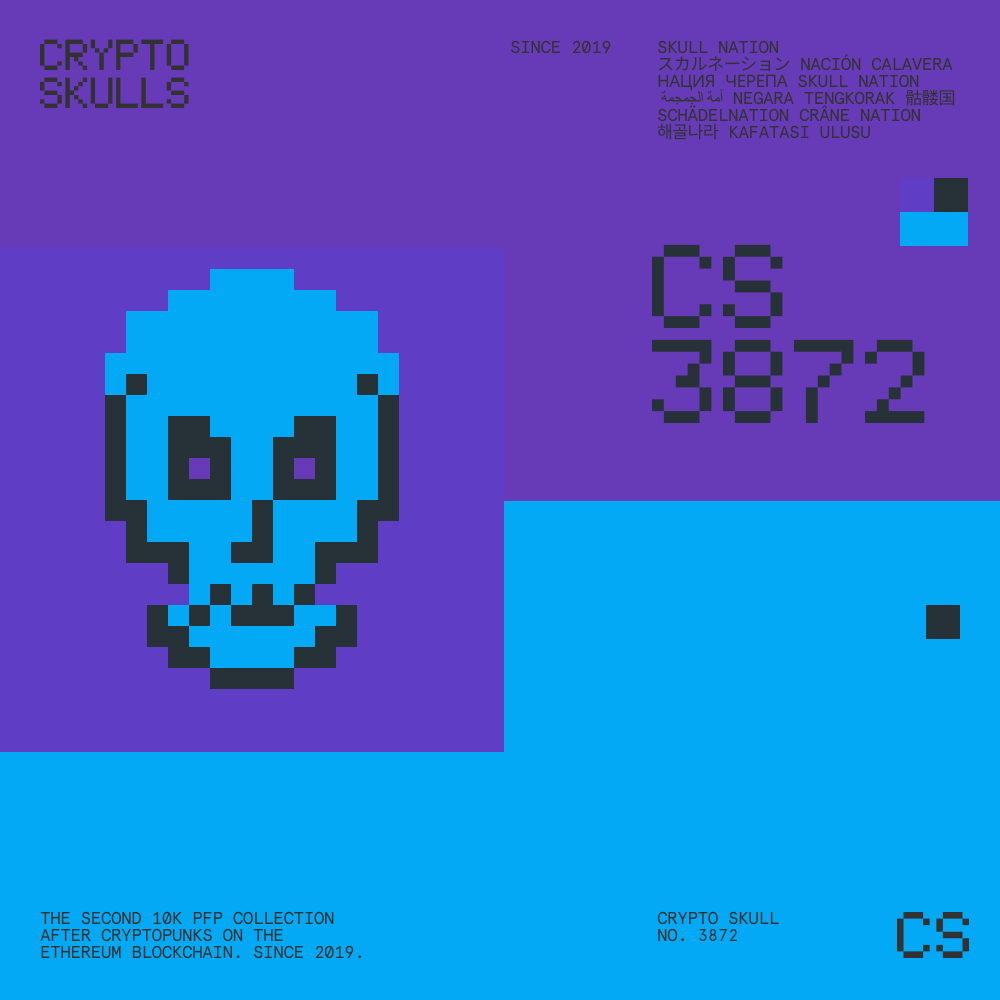 CRYPTO
SKULLS
SINCE 2019
SKULL NATION
スカルネーション NACIÓN CALAVERA
НАЦИЯ ЧЕРЕПА SKULL NATION
أمة الجمجمة NEGARA TENGKORAK 骷髅国
SCHÄDELNATION CRÂNE NATION
해골나라 KAFATASI ULUSU
CS
3872
THE SECOND 10K PFP COLLECTION
AFTER CRYPTOPUNKS ON THE
ETHEREUM BLOCKCHAIN. SINCE 2019.
CRYPTO SKULL
NO. 3872
CS